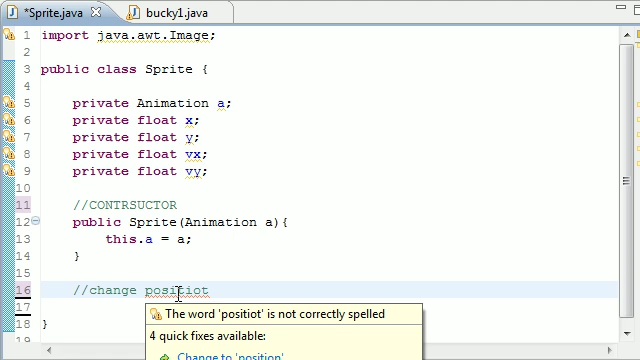 *Sprite.java bucky1.java
1 import java.awt.Image;
2
3 public class Sprite {
4
5 private Animation a;
6 private float x;
7 private float y;
8 private float vx;
9 private float vy;
10
11 //CONTRSUCTOR
12 public Sprite(Animation a){
13 this.a = a;
14 }
15
16 //change positiot
17
18 }
19
The word 'positiot' is not correctly spelled
4 quick fixes available:
Change to 'position'